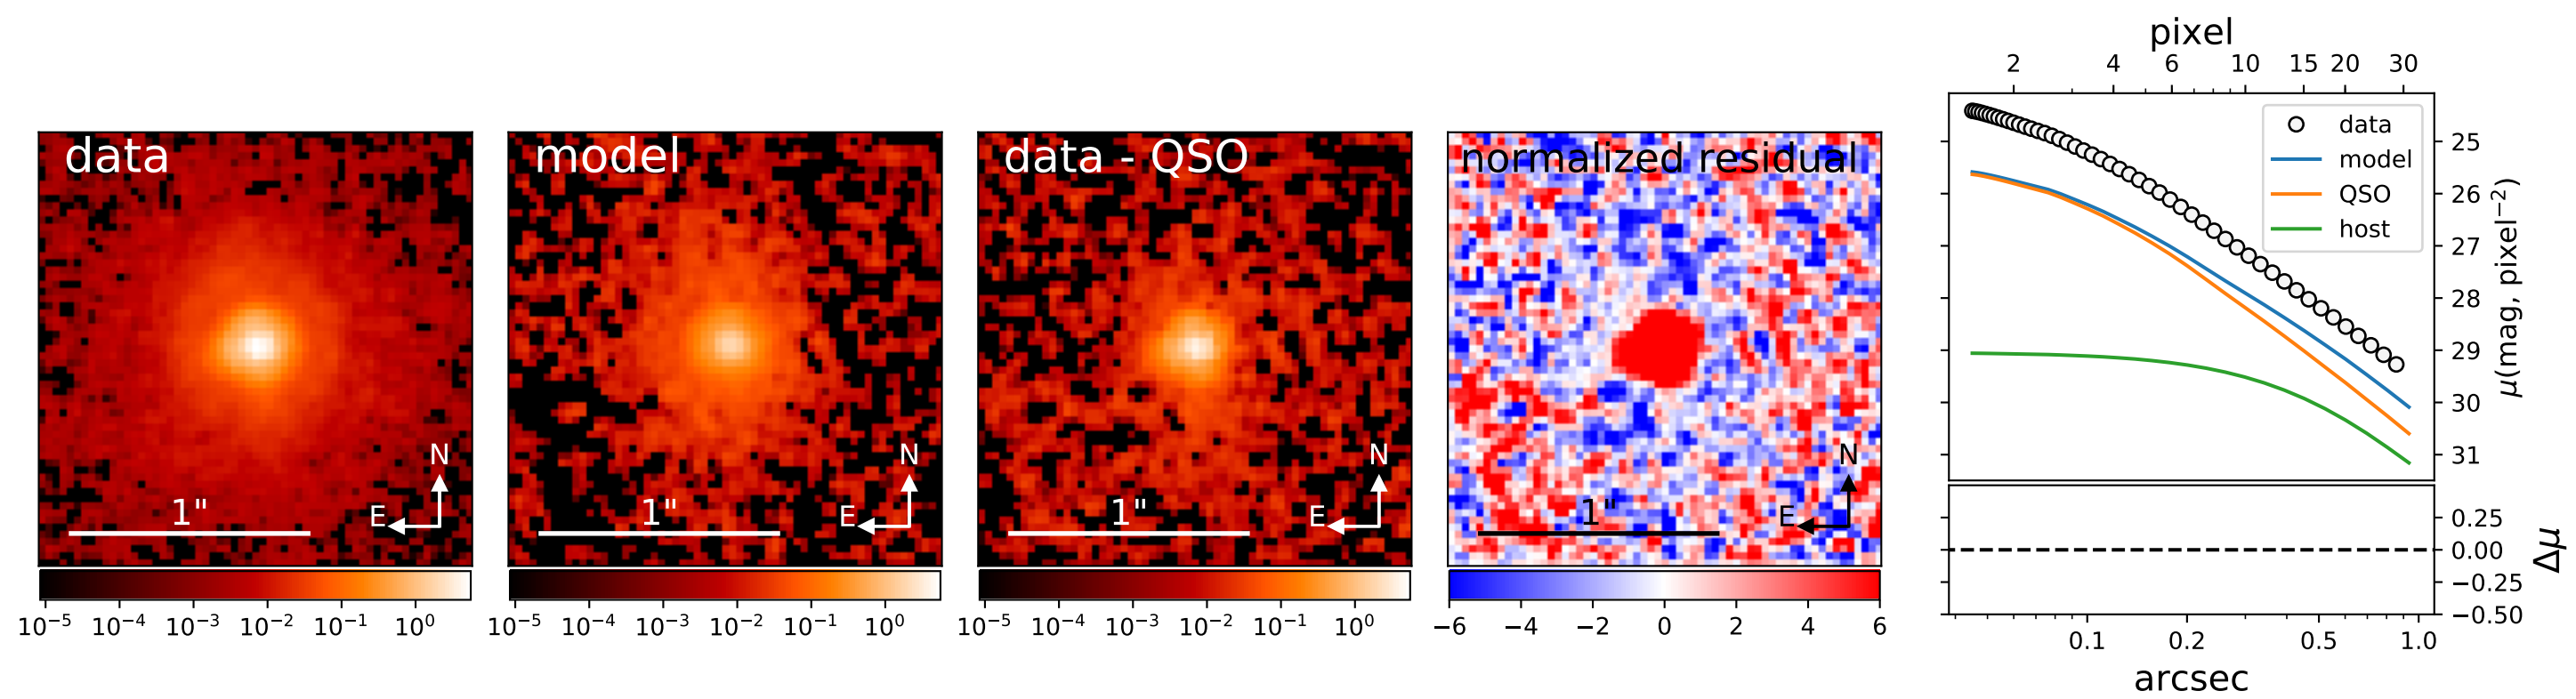 data
1"
N
E
10⁻⁵ 10⁻⁴ 10⁻³ 10⁻² 10⁻¹ 10⁰
model
1"
N
E
10⁻⁵ 10⁻⁴ 10⁻³ 10⁻² 10⁻¹ 10⁰
data - QSO
1"
N
E
10⁻⁵ 10⁻⁴ 10⁻³ 10⁻² 10⁻¹ 10⁰
normalized residual
1"
N
E
−6 −4 −2 0 2 4 6
pixel
2 4 6 10 15 20 30
data
model
QSO
host
25
26
27
28
29
30
31
μ(mag, pixel⁻²)
0.25
0.00
−0.25
−0.50
Δμ
0.1 0.2 0.5 1.0
arcsec